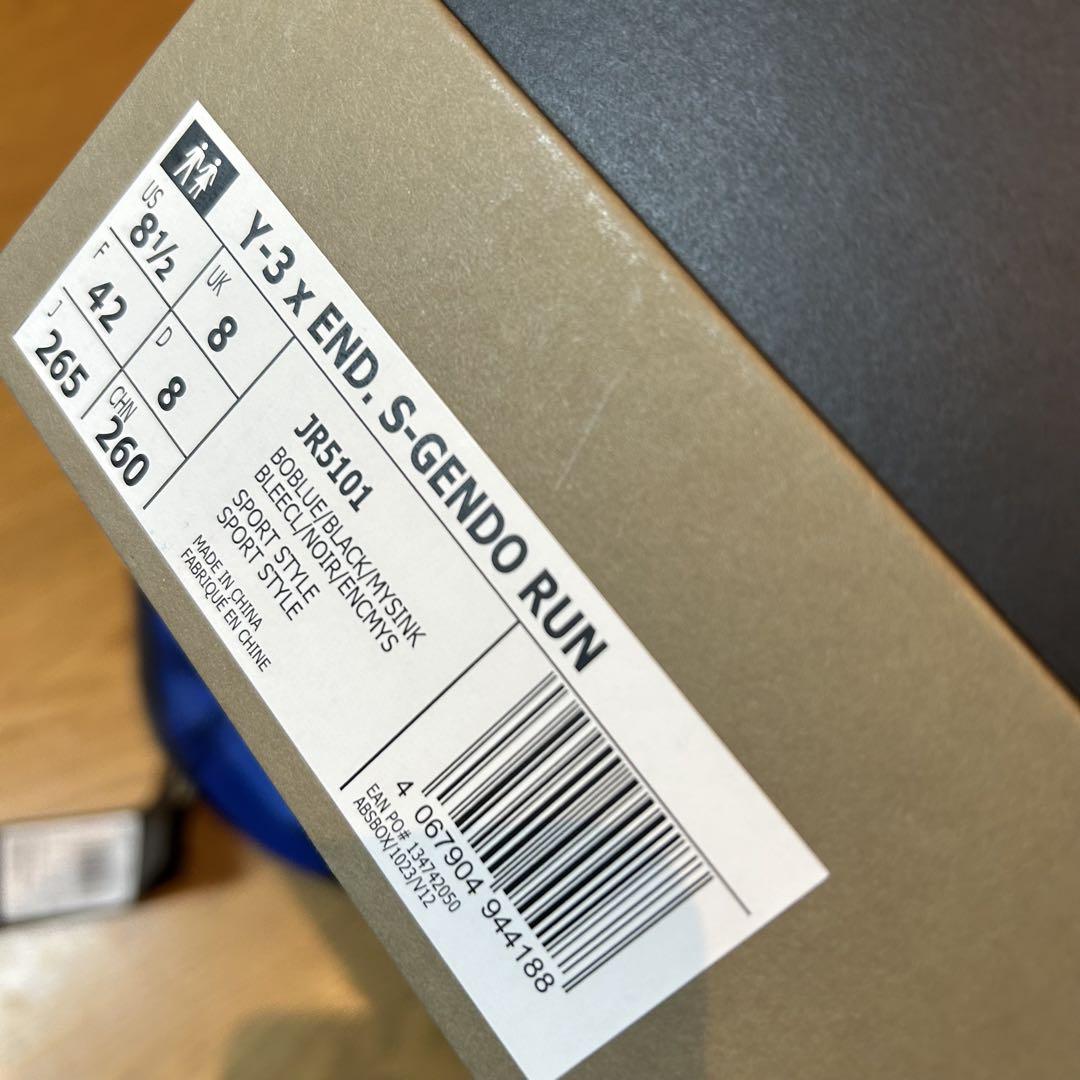 Y-3 x END. S-GENDO RUN
US 8½
UK 8
F 42
D 8
J 265
CHN 260
JR5101
BOBLUE/BLACK/MYSINK
BLEECL/NOIR/ENCMYS
SPORT STYLE
SPORT STYLE
MADE IN CHINA
FABRIQUÉ EN CHINE
4 067904 944188
EAN PO# 134742050
ABSBOX/1023/V12